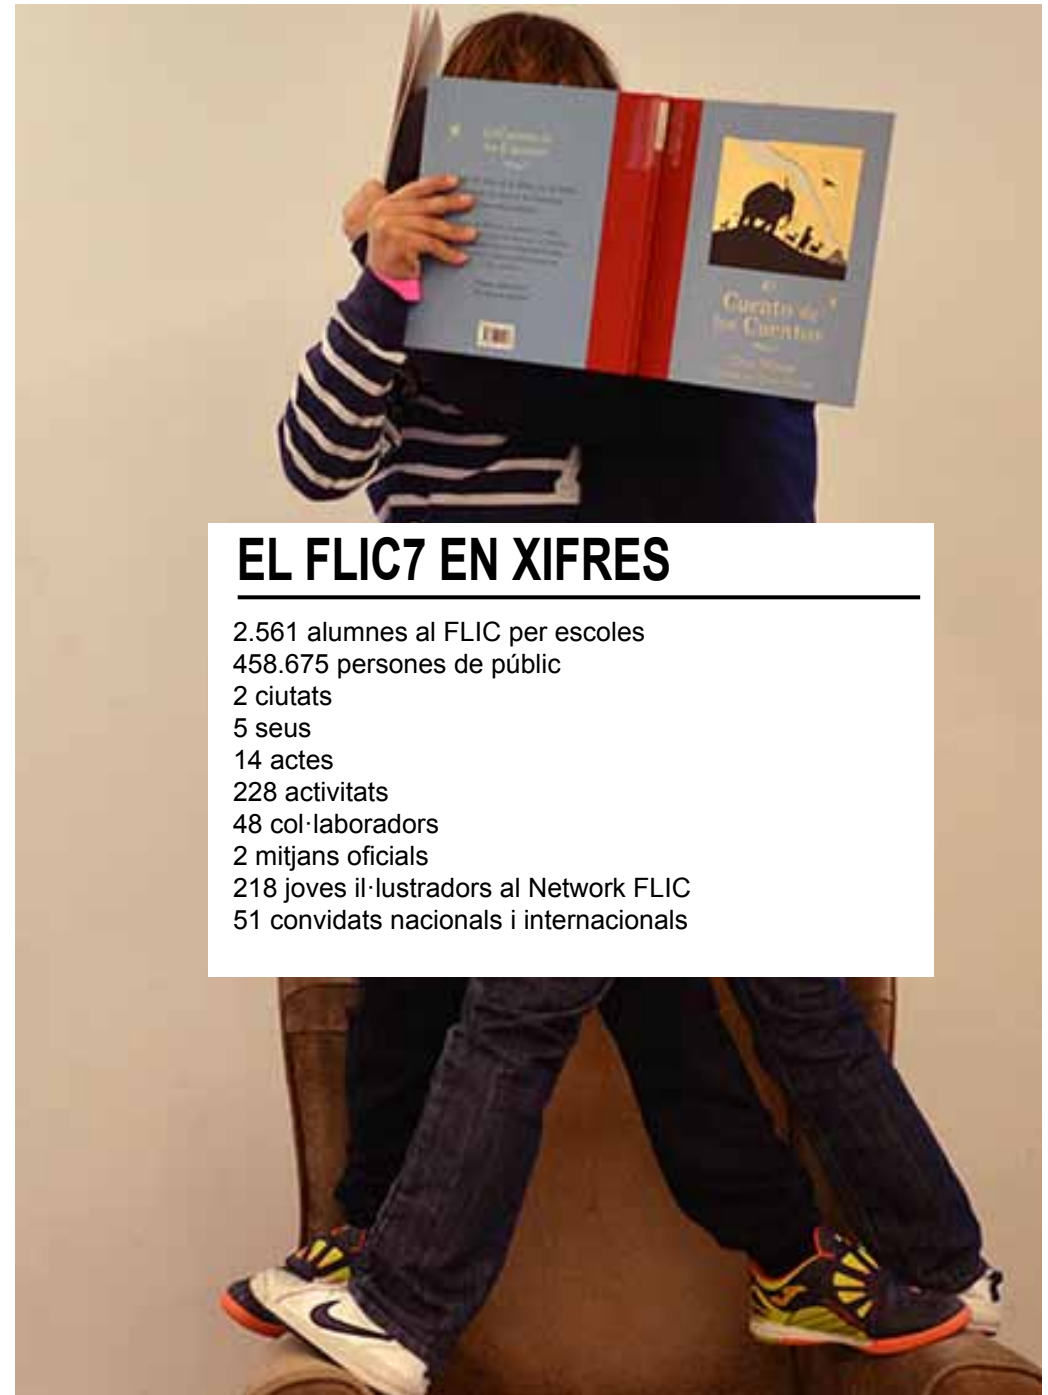 El
Cuento de
los Cuentos
EL FLIC7 EN XIFRES
2.561 alumnes al FLIC per escoles
458.675 persones de públic
2 ciutats
5 seus
14 actes
228 activitats
48 col·laboradors
2 mitjans oficials
218 joves il·lustradors al Network FLIC
51 convidats nacionals i internacionals